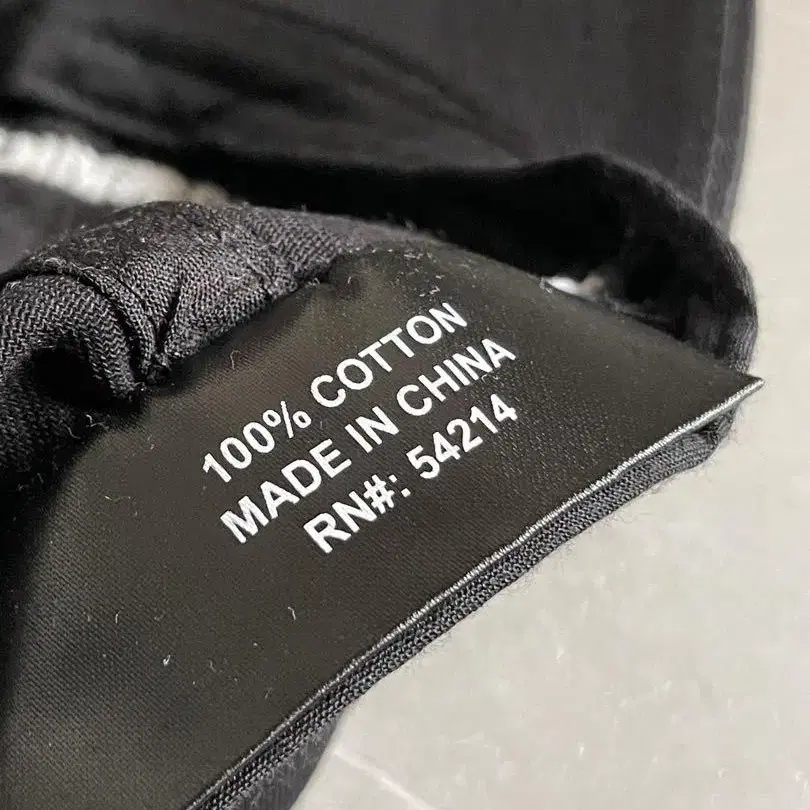 100% COTTON
MADE IN CHINA
RN#: 54214